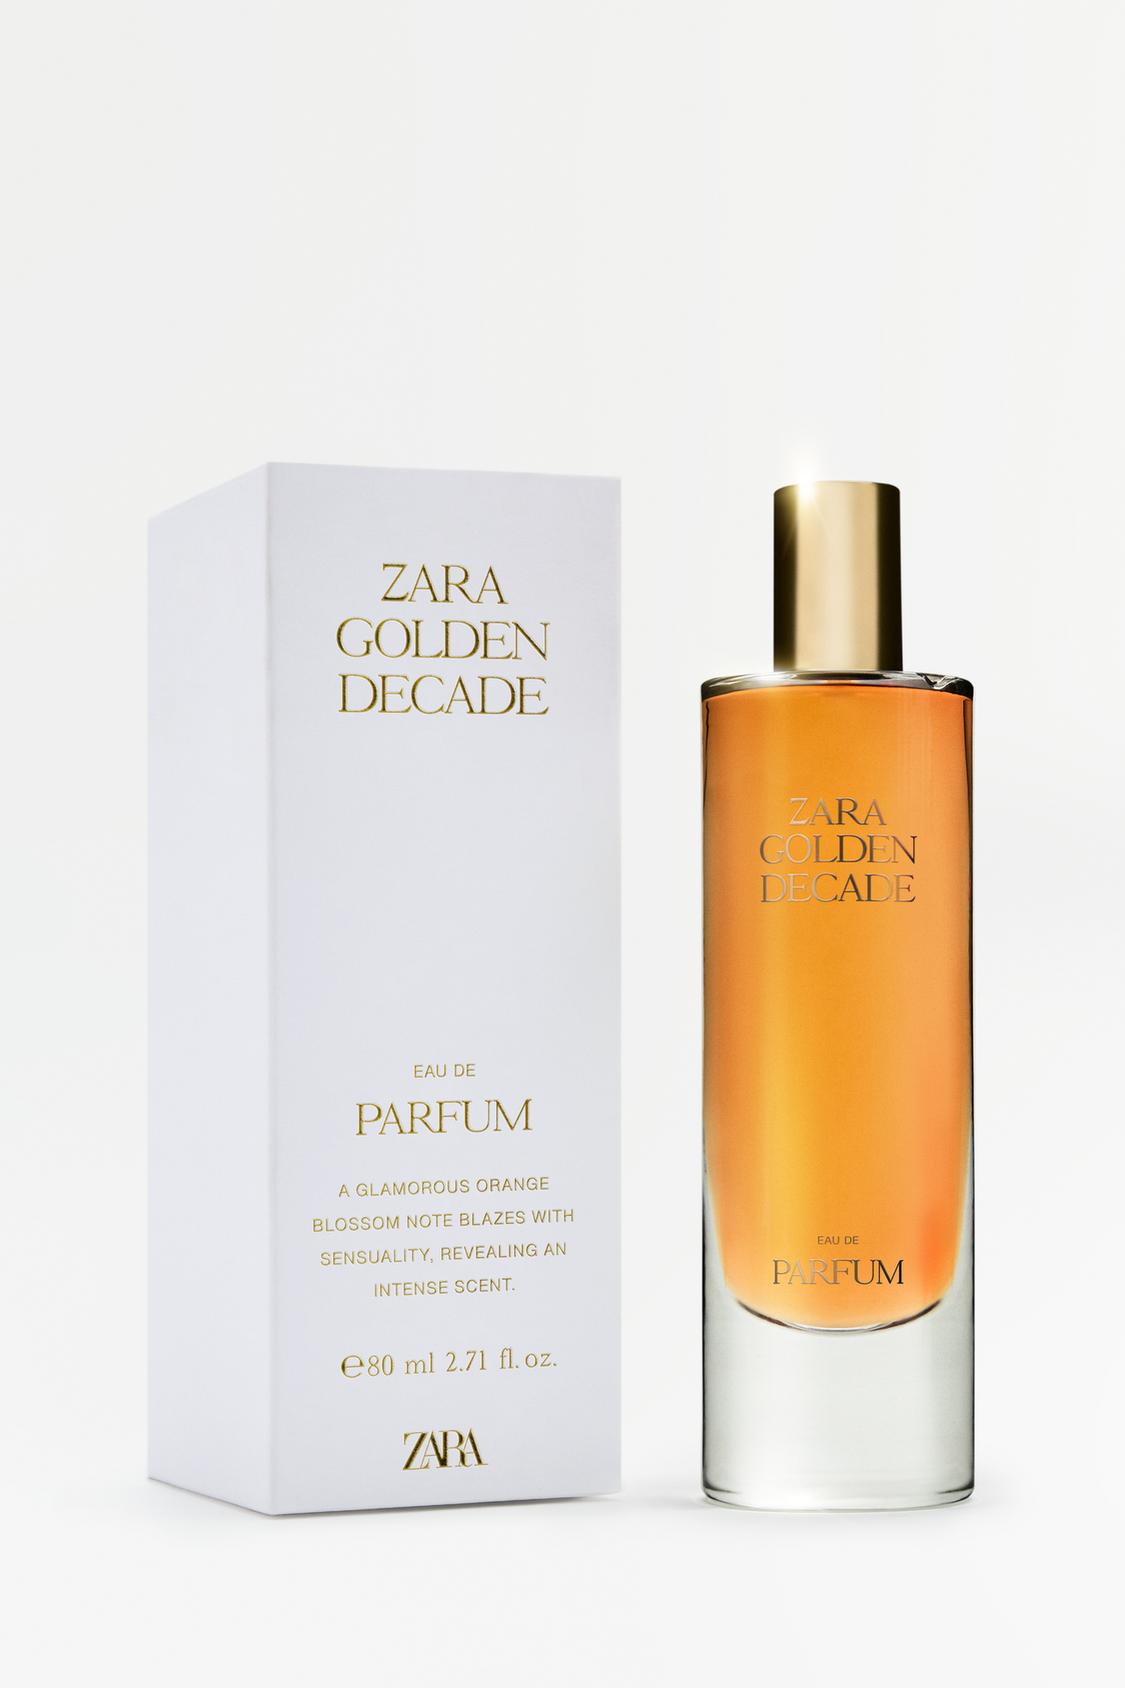 ZARA
GOLDEN
DECADE
EAU DE
PARFUM
A GLAMOROUS ORANGE
BLOSSOM NOTE BLAZES WITH
SENSUALITY, REVEALING AN
INTENSE SCENT.
℮80 ml 2.71 fl. oz.
ZARA
ZARA
GOLDEN
DECADE
EAU DE
PARFUM